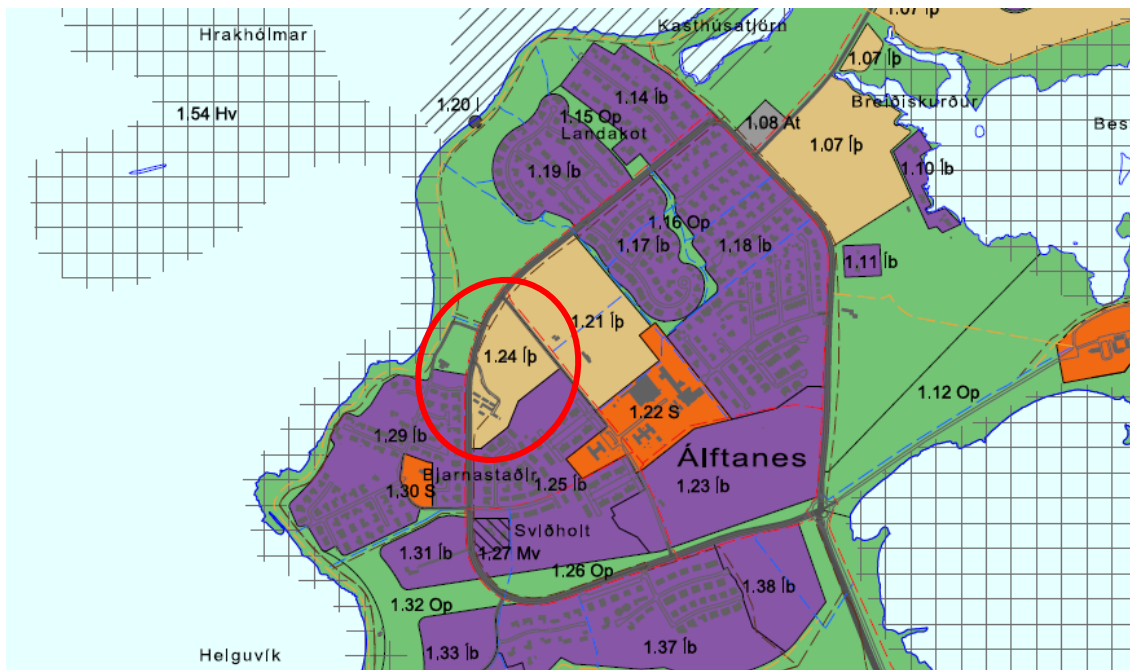 1.07 Íþ
Hrakhólmar
Kasthúsatjörn
1.07 Íþ
1.54 Hv
1.20 I
1.14 Íb
Breiðiskurður
1.15 Op
Landakot
1.08 At
Bes
1.07 Íþ
1.19 Íb
1.10 Íb
1.16 Op
1.17 Íb
1.18 Íb
1.11 Íb
1.21 Íþ
1.24 Íþ
1.12 Op
1.22 S
1.29 Íb
Álftanes
Bjarnastaðir
1.30 S
1.25 Íb
1.23 Íb
Svíðholt
1.31 Íb
1.27 Mv
1.26 Op
1.38 Íb
1.32 Op
1.37 Íb
Helguvík
1.33 Íb